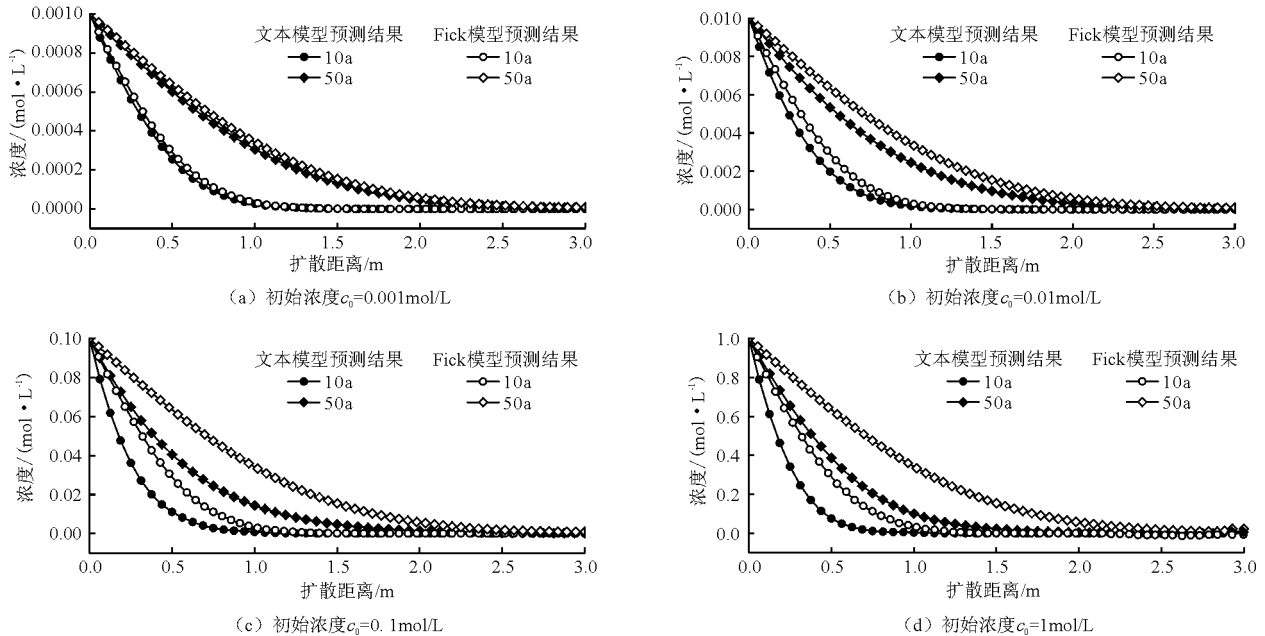 文本模型预测结果 Fick模型预测结果
10a 10a
50a 50a
浓度/(mol·L⁻¹)
0.0010
0.0008
0.0006
0.0004
0.0002
0.0000
0.0 0.5 1.0 1.5 2.0 2.5 3.0
扩散距离/m
(a) 初始浓度c₀=0.001mol/L
文本模型预测结果 Fick模型预测结果
10a 10a
50a 50a
浓度/(mol·L⁻¹)
0.010
0.008
0.006
0.004
0.002
0.000
0.0 0.5 1.0 1.5 2.0 2.5 3.0
扩散距离/m
(b) 初始浓度c₀=0.01mol/L
文本模型预测结果 Fick模型预测结果
10a 10a
50a 50a
浓度/(mol·L⁻¹)
0.10
0.08
0.06
0.04
0.02
0.00
0.0 0.5 1.0 1.5 2.0 2.5 3.0
扩散距离/m
(c) 初始浓度c₀=0. 1mol/L
文本模型预测结果 Fick模型预测结果
10a 10a
50a 50a
浓度/(mol·L⁻¹)
1.0
0.8
0.6
0.4
0.2
0.0
0.0 0.5 1.0 1.5 2.0 2.5 3.0
扩散距离/m
(d) 初始浓度c₀=1mol/L